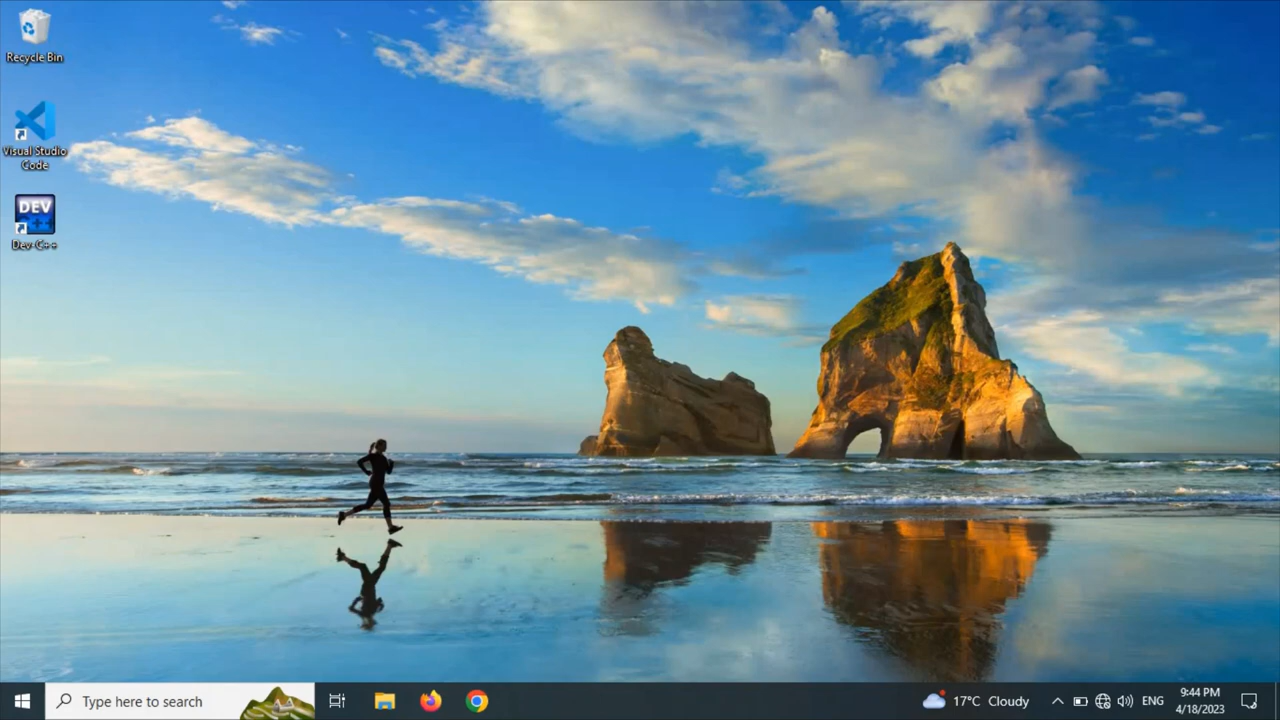 Recycle Bin
Visual Studio
Code
DEV
Dev-C++
Type here to search
17°C Cloudy
ENG
9:44 PM
4/18/2023